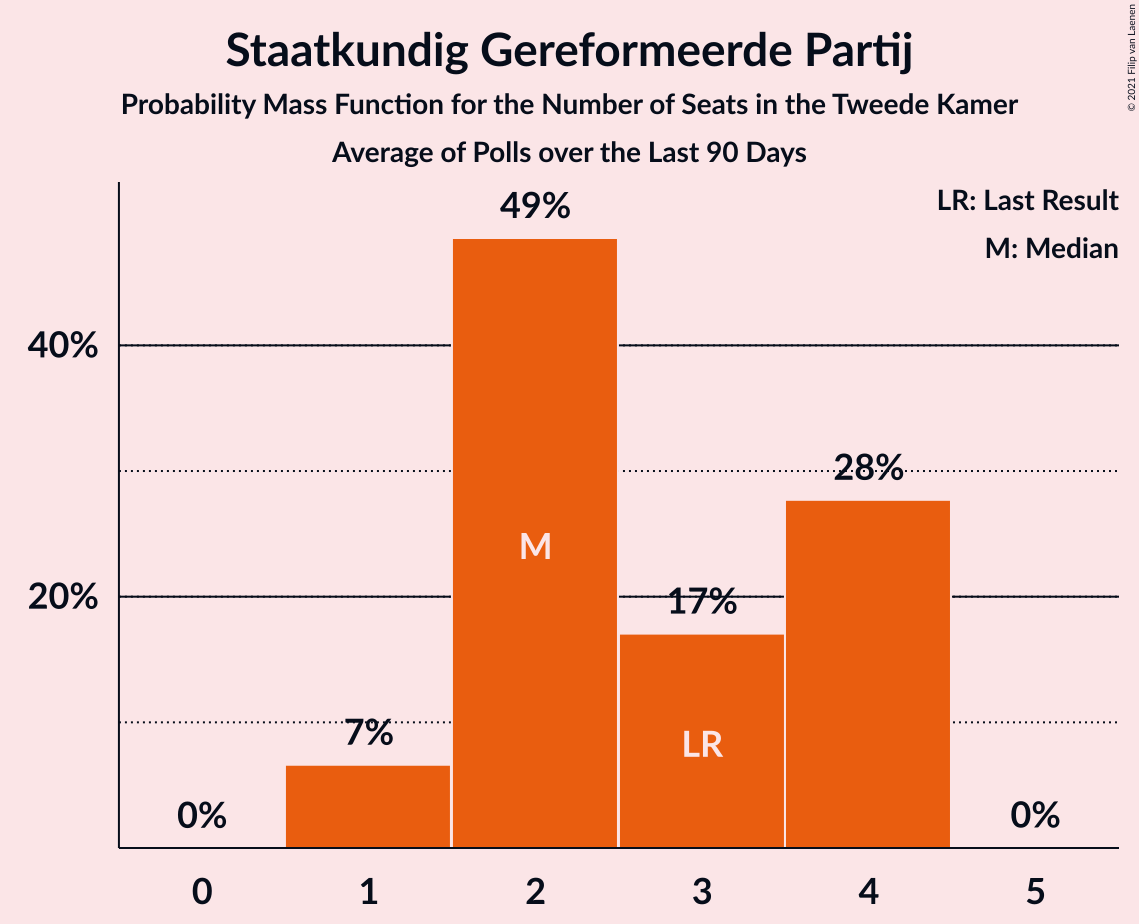 Staatkundig Gereformeerde Partij
Probability Mass Function for the Number of Seats in the Tweede Kamer
Average of Polls over the Last 90 Days
© 2021 Filip van Laenen
LR: Last Result
M: Median
49%
40%
28%
M
20%
17%
7%
LR
0%
0%
0 1 2 3 4 5